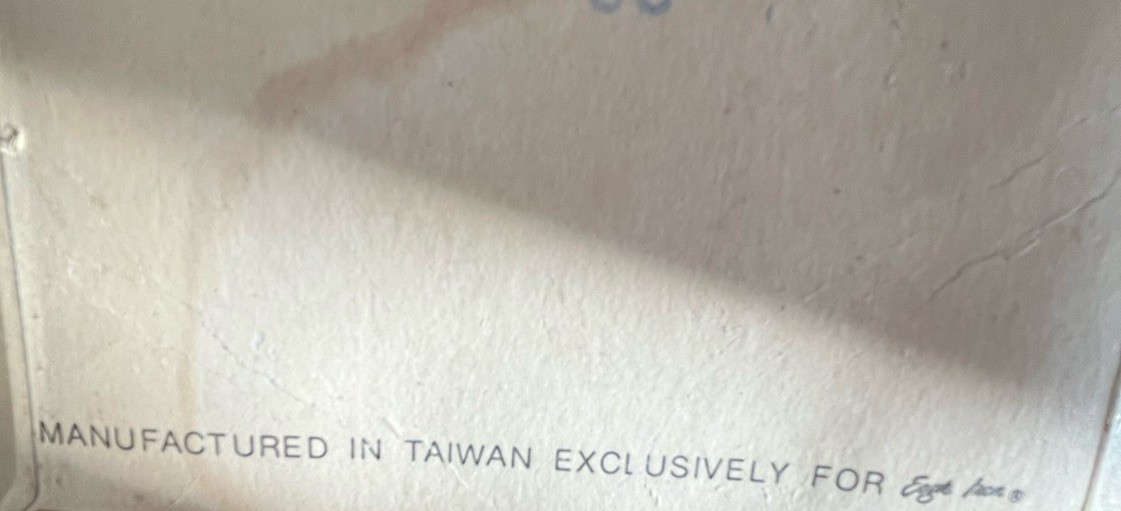 MANUFACTURED IN TAIWAN EXCLUSIVELY FOR